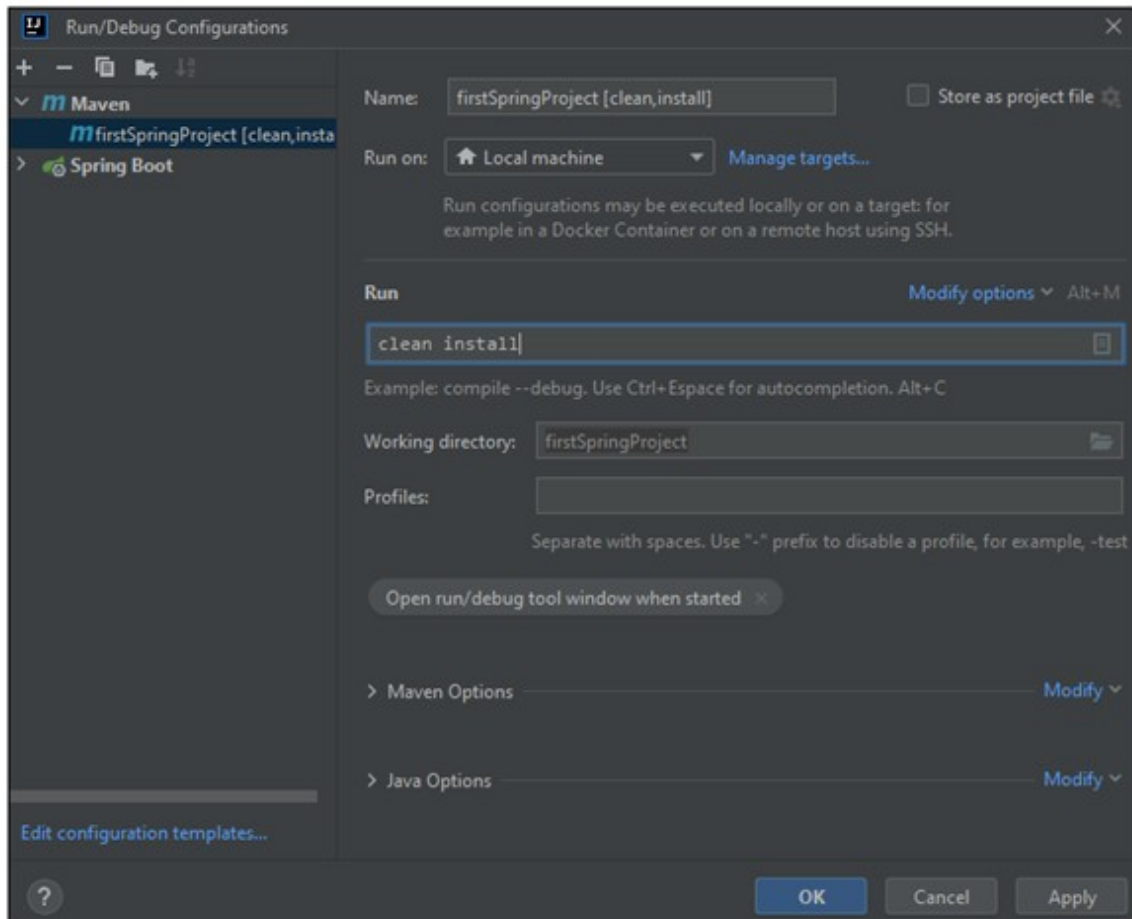 Run/Debug Configurations
Maven
firstSpringProject [clean,insta
Spring Boot
Name: firstSpringProject [clean,install] Store as project file
Run on: Local machine Manage targets...
Run configurations may be executed locally or on a target: for
example in a Docker Container or on a remote host using SSH.
Run Modify options Alt+M
clean install
Example: compile --debug. Use Ctrl+Espace for autocompletion. Alt+C
Working directory: firstSpringProject
Profiles:
Separate with spaces. Use "-" prefix to disable a profile, for example, -test
Open run/debug tool window when started
Maven Options Modify
Java Options Modify
Edit configuration templates...
? OK Cancel Apply